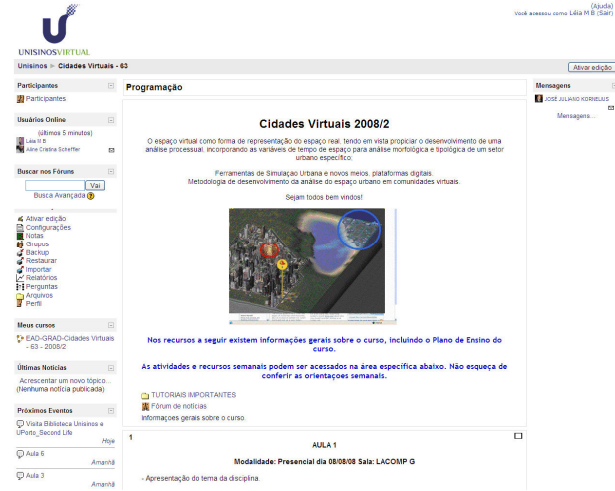 (Ajuda)
Você acessou como Léia M B (Sair)
UNISINOSVIRTUAL
Unisinos ► Cidades Virtuais - 63
Ativar edição
Participantes
Participantes
Usuários Online
(últimos 5 minutos)
Léia M B
Aline Cristina Scheffler
Buscar nos Fóruns
Vai
Busca Avançada
Ativar edição
Configurações
Notas
Grupos
Backup
Restaurar
Importar
Relatórios
Perguntas
Arquivos
Perfil
Meus cursos
EAD-GRAD-Cidades Virtuais
- 63 - 2008/2
Últimas Notícias
Acrescentar um novo tópico...
(Nenhuma notícia publicada)
Próximos Eventos
Visita Biblioteca Unisinos e
UPorto_Second Life
Hoje
Aula 6
Amanhã
Aula 3
Amanhã
Programação
Cidades Virtuais 2008/2
O espaço virtual como forma de representação do espaço real, tendo em vista propiciar o desenvolvimento de uma
análise processual, incorporando as variáveis de tempo e espaço para análise morfológica e tipológica de um setor
urbano específico;
Ferramentas de Simulaçao Urbana e novos meios, plataformas digitais.
Metodologia de desenvolvimento da análise do espaço urbano em comunidades virtuais.
Sejam todos bem vindos!
Nos recursos a seguir existem informações gerais sobre o curso, incluindo o Plano de Ensino do
curso.
As atividades e recursos semanais podem ser acessados na área específica abaixo. Não esqueça de
conferir as orientaçoes semanais.
TUTORIAIS IMPORTANTES
Fórum de notícias
Informaçoes gerais sobre o curso.
1
AULA 1
Modalidade: Presencial dia 08/08/08 Sala: LACOMP G
- Apresentação do tema da disciplina.
Mensagens
JOSÉ JULIANO KORNELIUS
Mensagens...